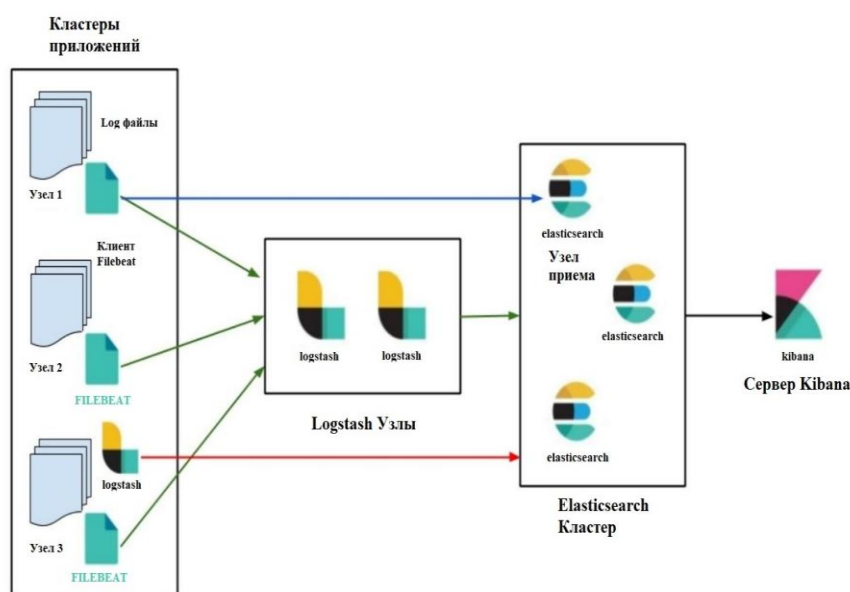 Кластеры
приложений
Log файлы
Узел 1
Клиент
Filebeat
Узел 2
FILEBEAT
logstash
Узел 3
FILEBEAT
logstash
logstash
Logstash Узлы
elasticsearch
Узел
приема
elasticsearch
elasticsearch
Elasticsearch
Кластер
kibana
Сервер Kibana